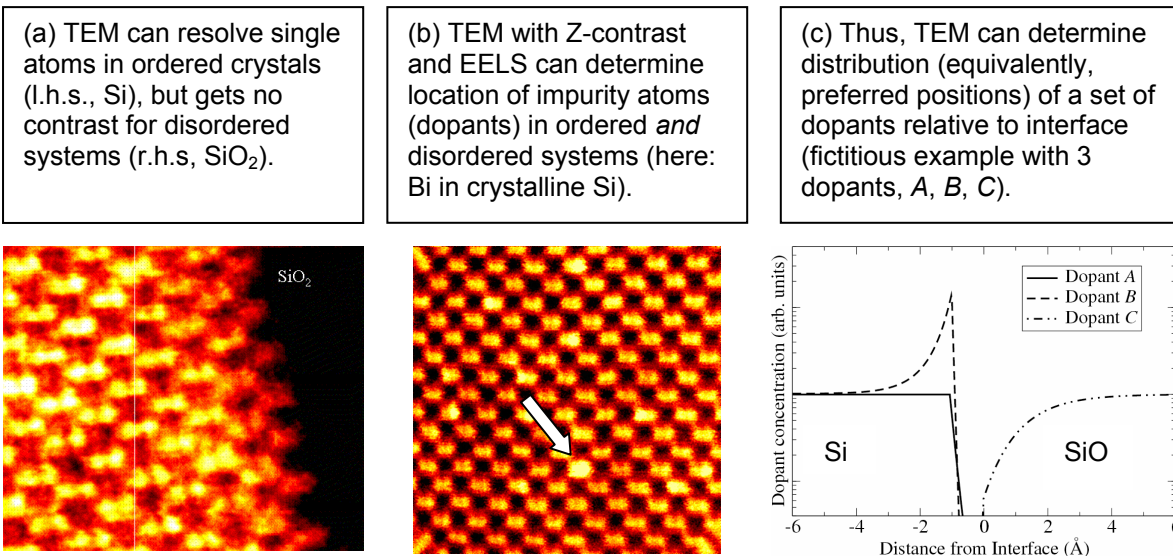 (a) TEM can resolve single
atoms in ordered crystals
(l.h.s., Si), but gets no
contrast for disordered
systems (r.h.s, SiO₂).
(b) TEM with Z-contrast
and EELS can determine
location of impurity atoms
(dopants) in ordered and
disordered systems (here:
Bi in crystalline Si).
(c) Thus, TEM can determine
distribution (equivalently,
preferred positions) of a set of
dopants relative to interface
(fictitious example with 3
dopants, A, B, C).
SiO₂
Dopant concentration (arb. units)
Dopant A
Dopant B
Dopant C
Si
SiO
-6 -4 -2 0 2 4 6
Distance from Interface (Å)